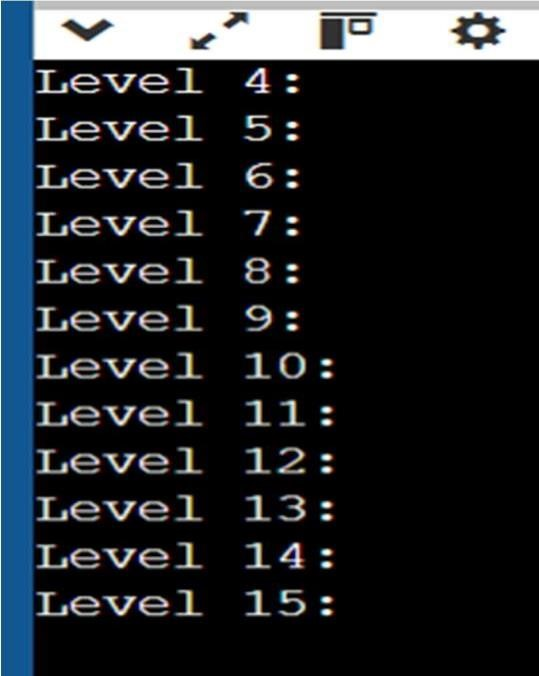 Level 4:
Level 5:
Level 6:
Level 7:
Level 8:
Level 9:
Level 10:
Level 11:
Level 12:
Level 13:
Level 14:
Level 15: